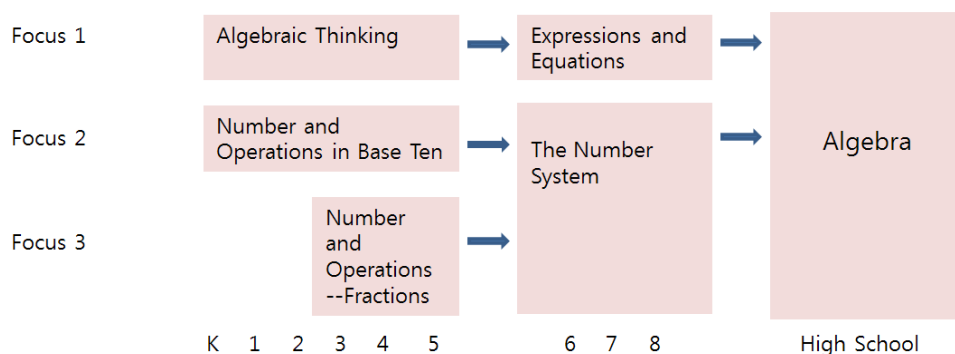 Focus 1
Algebraic Thinking
Expressions and
Equations
Focus 2
Number and
Operations in Base Ten
The Number
System
Algebra
Focus 3
Number
and
Operations
--Fractions
K 1 2 3 4 5 6 7 8 High School